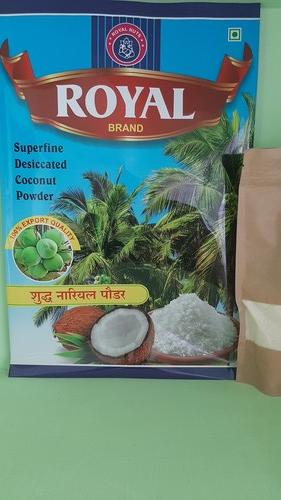 ROYAL NUTS
ROYAL
BRAND
Superfine
Desiccated
Coconut
Powder
100% EXPORT QUALITY
शुद्ध नारियल पौडर